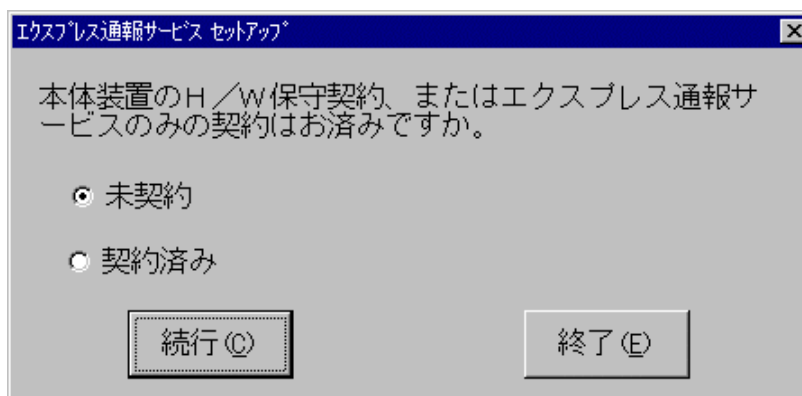 ｴｸｽﾌﾟﾚｽ通報ｻｰﾋﾞｽ ｾｯﾄｱｯﾌﾟ
本体装置のＨ／Ｗ保守契約、またはエクスプレス通報サ
ービスのみの契約はお済みですか。
未契約
契約済み
続行(C) 終了(E)